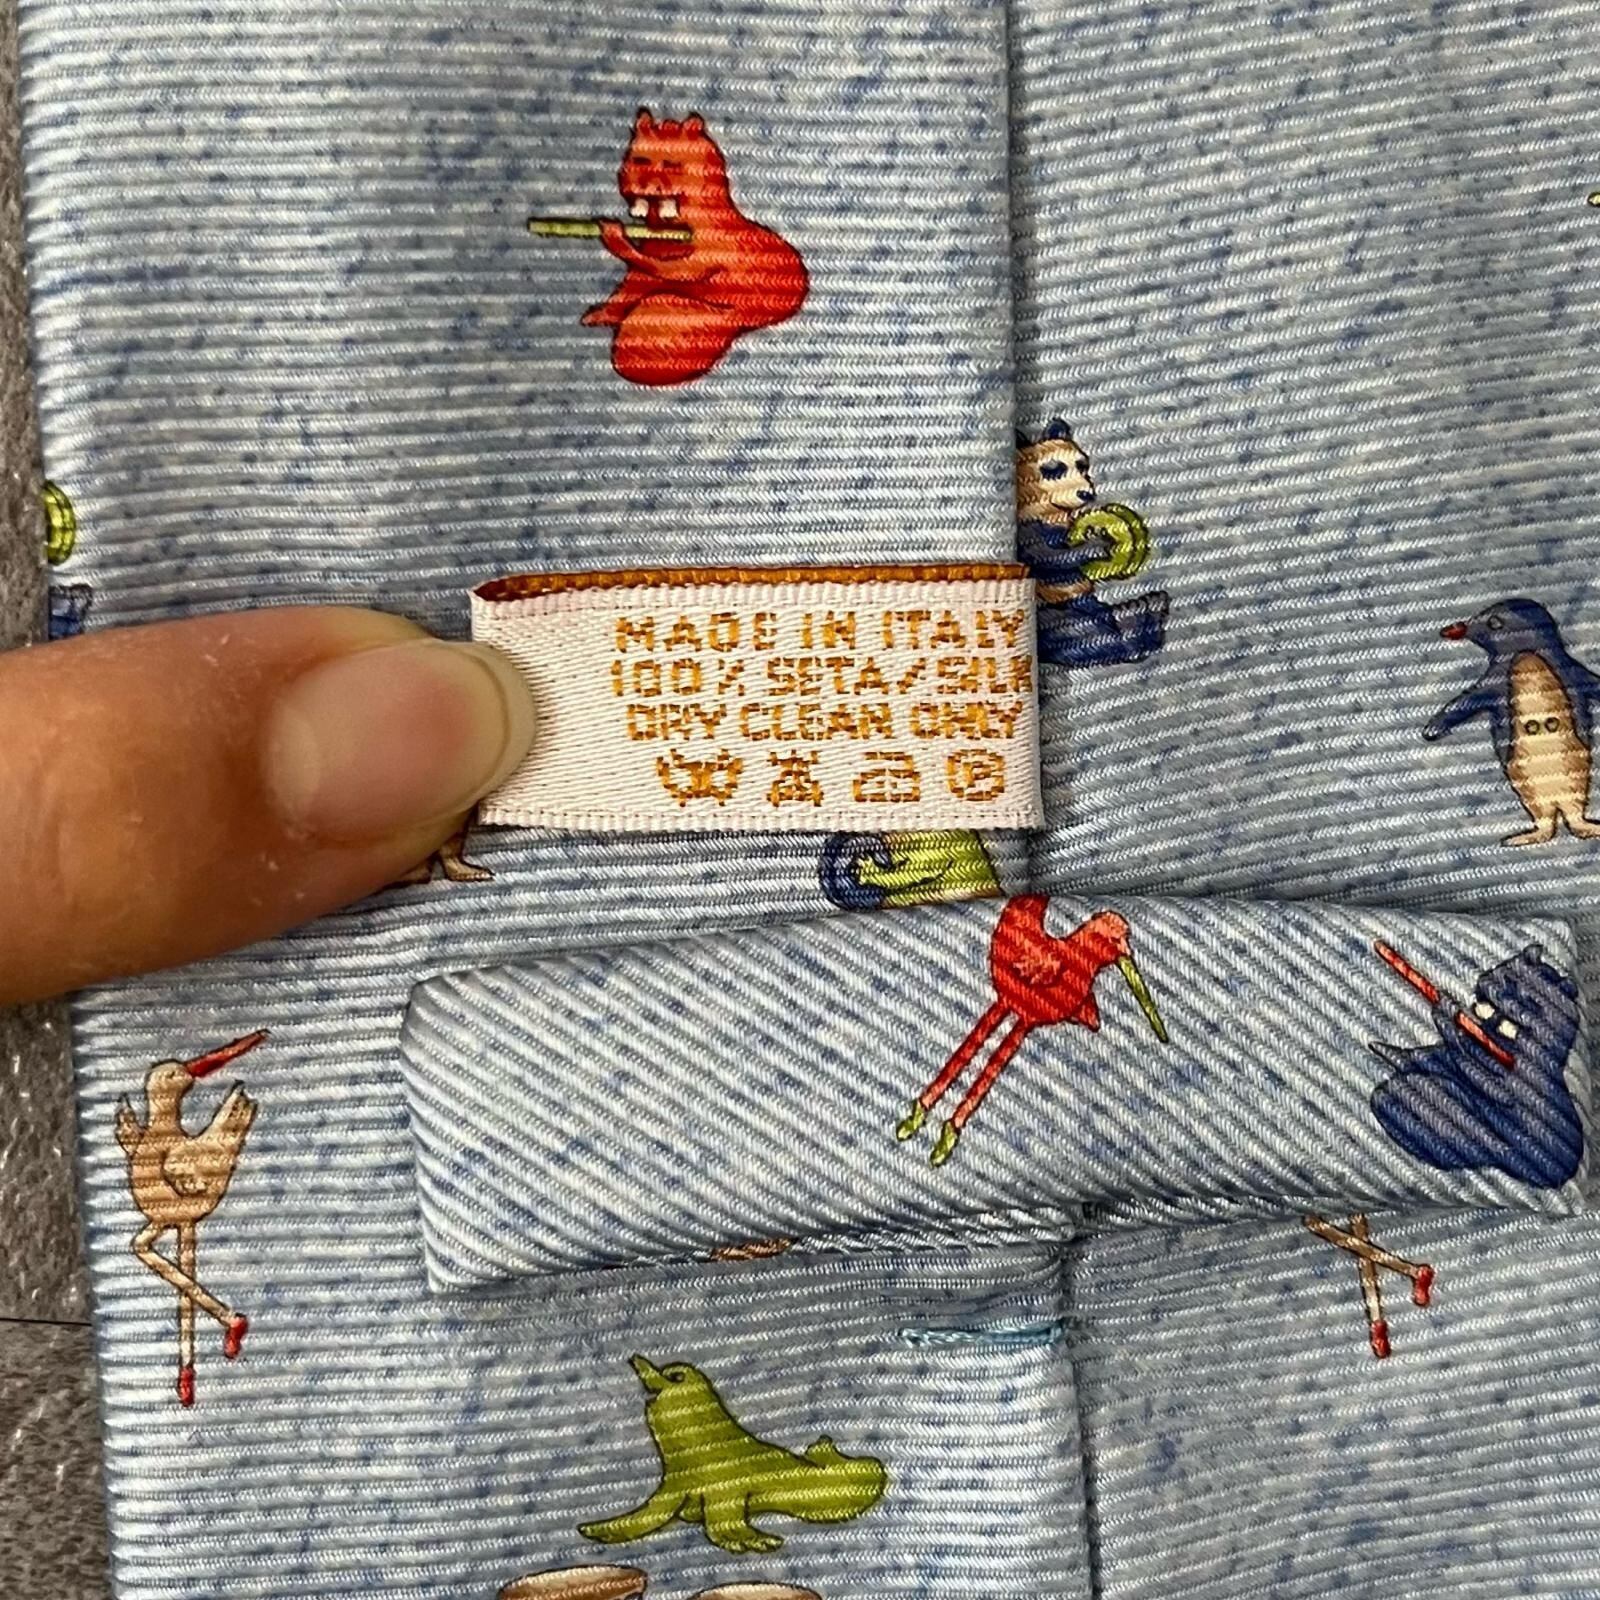 MADE IN ITALY
100% SETA/SILK
DRY CLEAN ONLY
P